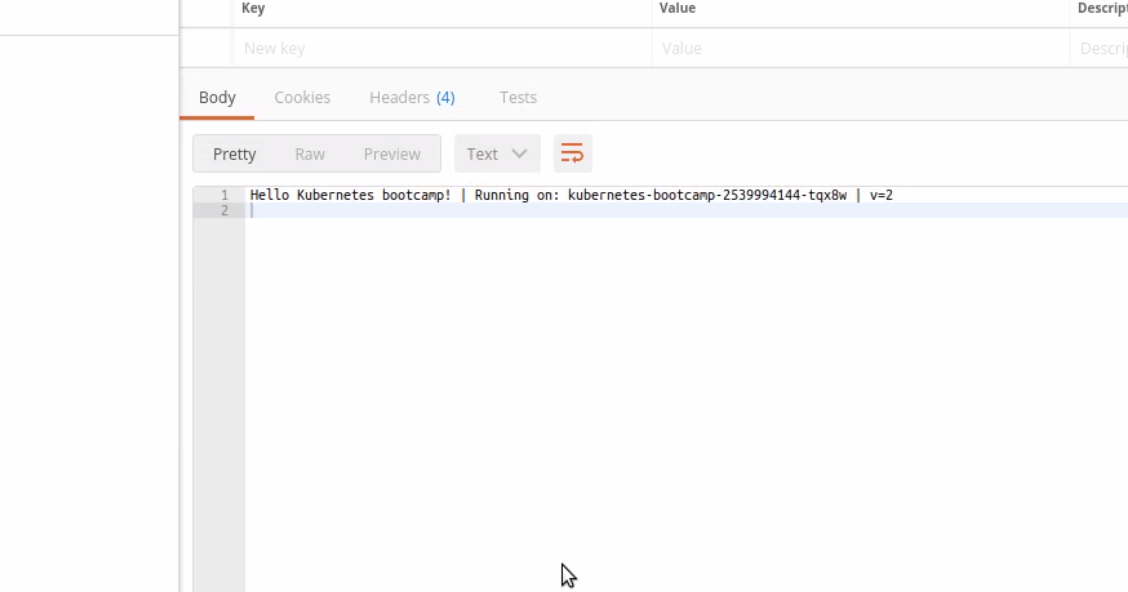 Key Value Descript
New key Value Descri
Body Cookies Headers (4) Tests
Pretty Raw Preview Text
1 Hello Kubernetes bootcamp! | Running on: kubernetes-bootcamp-2539994144-tqx8w | v=2
2